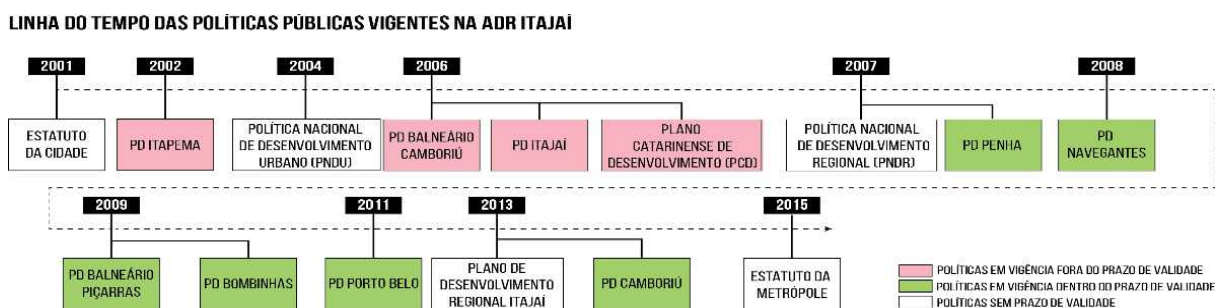 LINHA DO TEMPO DAS POLÍTICAS PÚBLICAS VIGENTES NA ADR ITAJAÍ
2001
2002
2004
2006
2007
2008
ESTATUTO
DA CIDADE
PD ITAPEMA
POLÍTICA NACIONAL
DE DESENVOLVIMENTO
URBANO (PNDU)
PD BALNEÁRIO
CAMBORIÚ
PD ITAJAÍ
PLANO
CATARINENSE DE
DESENVOLVIMENTO (PCD)
POLÍTICA NACIONAL
DE DESENVOLVIMENTO
REGIONAL (PNDR)
PD PENHA
PD
NAVEGANTES
2009
2011
2013
2015
PD BALNEÁRIO
PIÇARRAS
PD BOMBINHAS
PD PORTO BELO
PLANO DE
DESENVOLVIMENTO
REGIONAL ITAJAÍ
PD CAMBORIÚ
ESTATUTO DA
METRÓPOLE
POLÍTICAS EM VIGÊNCIA FORA DO PRAZO DE VALIDADE
POLÍTICAS EM VIGÊNCIA DENTRO DO PRAZO DE VALIDADE
POLÍTICAS SEM PRAZO DE VALIDADE